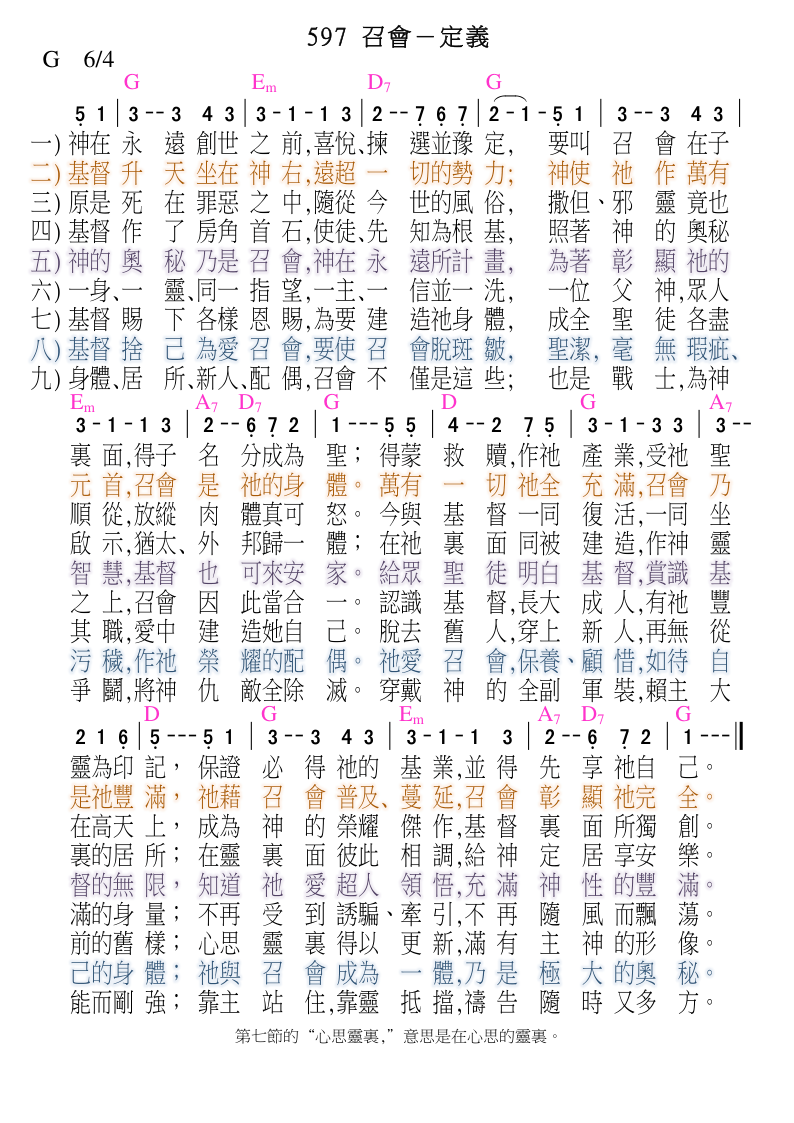 597 召會－定義
G 6/4
G Em D7 G
5 1 | 3 -- 3 4 3 | 3 - 1 - 1 3 | 2 -- 7 6 7 | 2 - 1 - 5 1 | 3 -- 3 4 3 |
一) 神在 永 遠 創世 之 前,喜悅、揀 選並豫 定, 要叫 召 會 在子
二) 基督 升 天 坐在 神 右,遠超 一 切的勢 力; 神使 祂 作 萬有
三) 原是 死 在 罪惡 之 中,隨從 今 世的風 俗, 撒但、邪 靈 竟也
四) 基督 作 了 房角 首 石,使徒、先 知為根 基, 照著 神 的 奧秘
五) 神的 奧 秘 乃是 召 會,神在 永 遠所計 畫, 為著 彰 顯 祂的
六) 一身、一 靈、同一 指 望,一主、一 信並一 洗, 一位 父 神,眾人
七) 基督 賜 下 各樣 恩 賜,為要 建 造祂身 體, 成全 聖 徒 各盡
八) 基督 捨 己 為愛 召 會,要使 召 會脫斑 皺, 聖潔, 毫 無 瑕疵、
九) 身體、居 所、新人、配 偶,召會 不 僅是這 些; 也是 戰 士,為神
Em A7 D7 G D G A7
3 - 1 - 1 3 | 2 -- 6 7 2 | 1 --- 5 5 | 4 -- 2 7 5 | 3 - 1 - 3 3 | 3 --
裏 面,得子 名 分成為 聖; 得蒙 救 贖,作祂 產 業,受祂 聖
元 首,召會 是 祂的身 體。 萬有 一 切 祂全 充 滿,召會 乃
順 從,放縱 肉 體真可 怒。 今與 基 督 一同 復 活,一同 坐
啟 示,猶太、外 邦歸一 體; 在祂 裏 面 同被 建 造,作神 靈
智 慧,基督 也 可來安 家。 給眾 聖 徒 明白 基 督,賞識 基
之 上,召會 因 此當合 一。 認識 基 督,長大 成 人,有祂 豐
其 職,愛中 建 造她自 己。 脫去 舊 人,穿上 新 人,再無 從
污 穢,作祂 榮 耀的配 偶。 祂愛 召 會,保養、顧 惜,如待 自
爭 鬬,將神 仇 敵全除 滅。 穿戴 神 的 全副 軍 裝,賴主 大
D G Em A7 D7 G
2 1 6 | 5 --- 5 1 | 3 -- 3 4 3 | 3 - 1 - 1 3 | 2 -- 6 7 2 | 1 --- ||
靈為印 記, 保證 必 得 祂的 基 業,並 得 先 享 祂自 己。
是祂豐 滿, 祂藉 召 會 普及、蔓 延,召 會 彰 顯 祂完 全。
在高天 上, 成為 神 的 榮耀 傑 作,基 督 裏 面 所獨 創。
裏的居 所; 在靈 裏 面 彼此 相 調,給 神 定 居 享安 樂。
督的無 限, 知道 祂 愛 超人 領 悟,充 滿 神 性 的豐 滿。
滿的身 量; 不再 受 到 誘騙、牽 引,不 再 隨 風 而飄 蕩。
前的舊 樣; 心思 靈 裏 得以 更 新,滿 有 主 神 的形 像。
己的身 體; 祂與 召 會 成為 一 體,乃 是 極 大 的奧 秘。
能而剛 強; 靠主 站 住,靠靈 抵 擋,禱 告 隨 時 又多 方。
第七節的“心思靈裏,”意思是在心思的靈裏。